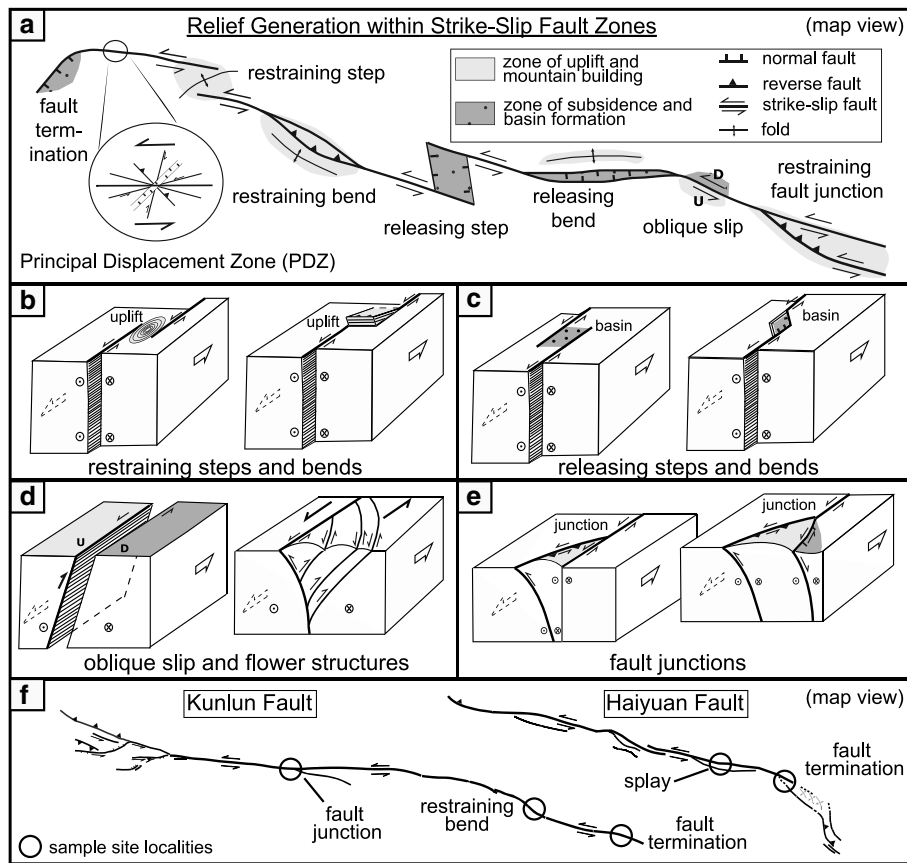 a
Relief Generation within Strike-Slip Fault Zones
(map view)
restraining step
zone of uplift and
mountain building
zone of subsidence and
basin formation
normal fault
reverse fault
strike-slip fault
fold
fault
term-
ination
restraining bend
releasing step
releasing
bend
D
U
oblique slip
restraining
fault junction
Principal Displacement Zone (PDZ)
b
uplift
uplift
restraining steps and bends
c
basin
basin
releasing steps and bends
d
U
D
oblique slip and flower structures
e
junction
junction
fault junctions
f
Kunlun Fault
Haiyuan Fault
(map view)
fault
junction
restraining
bend
fault
termination
splay
fault
termination
sample site localities